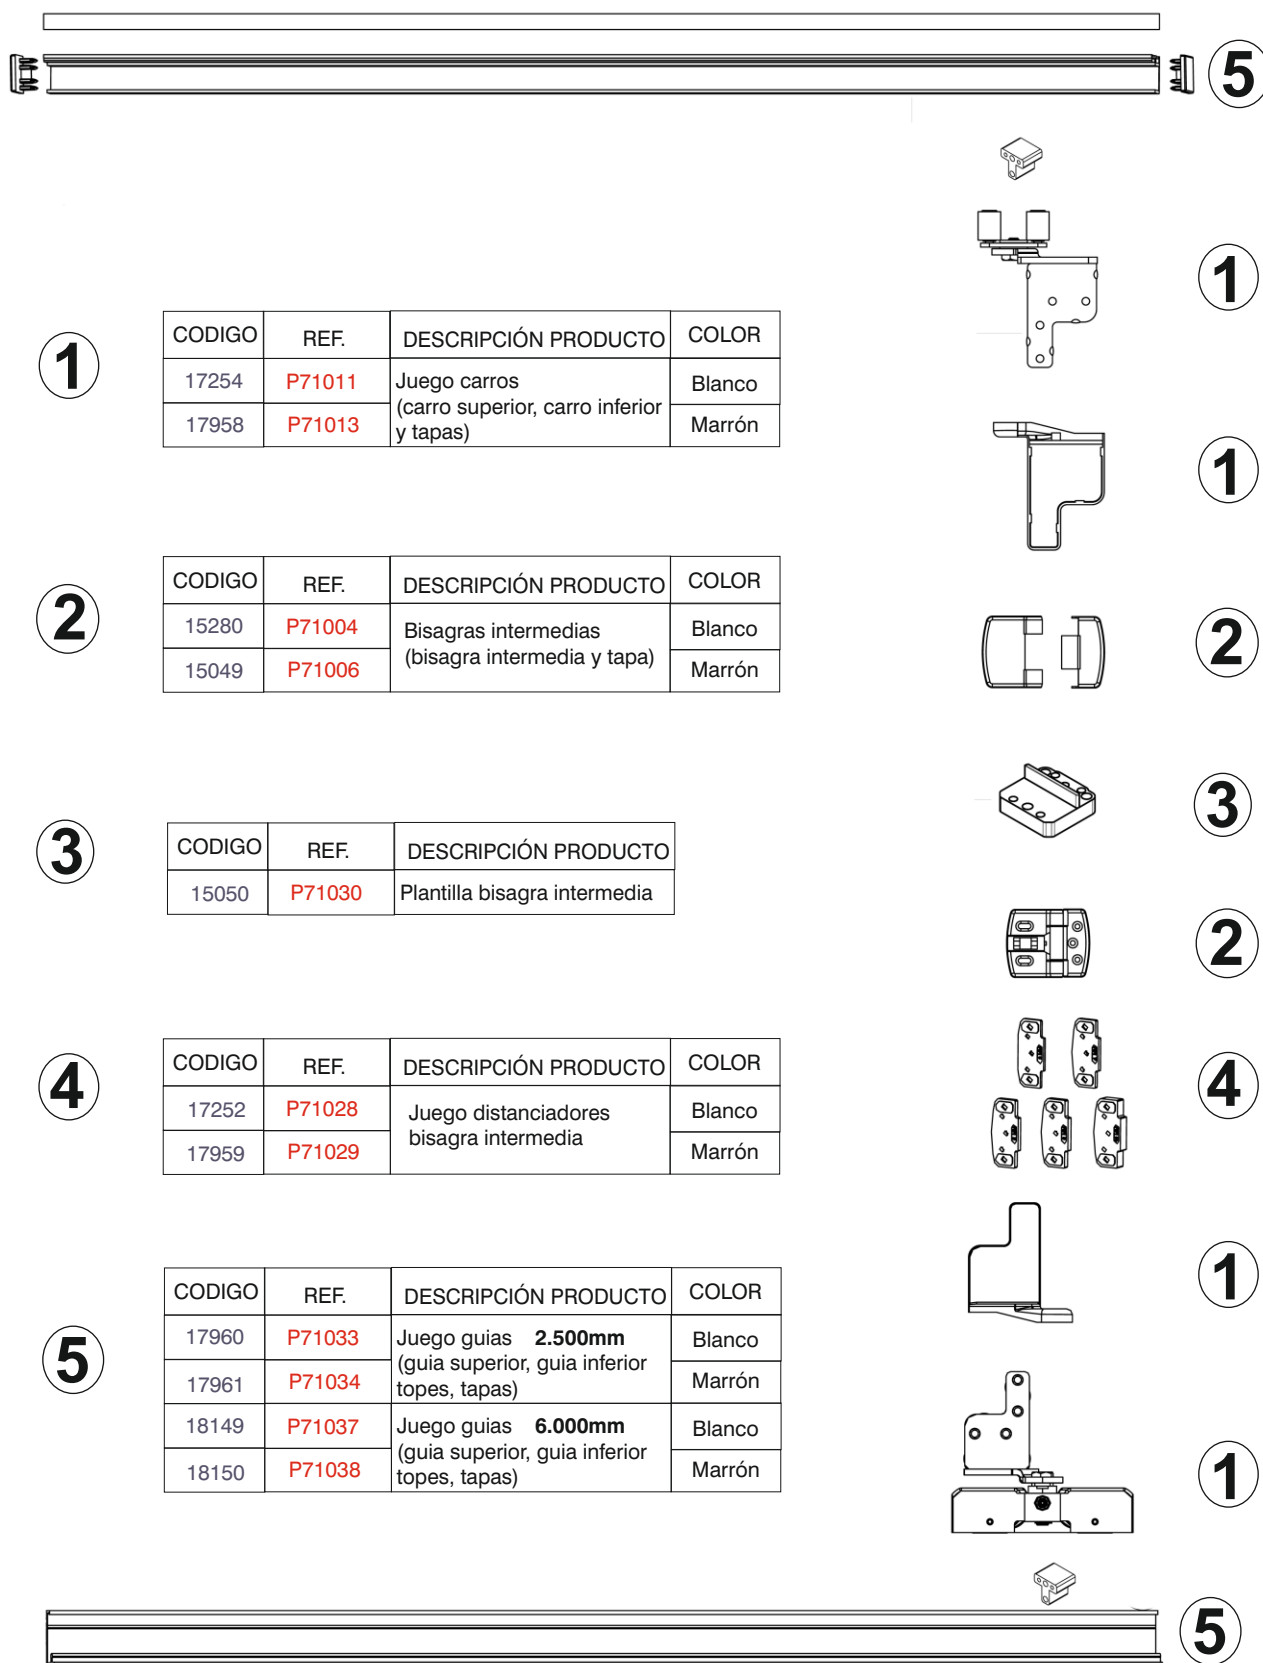 5
1
1
CODIGO REF. DESCRIPCIÓN PRODUCTO COLOR
17254 P71011 Juego carros Blanco
(carro superior, carro inferior
17958 P71013 y tapas) Marrón
1
2
CODIGO REF. DESCRIPCIÓN PRODUCTO COLOR
15280 P71004 Bisagras intermedias Blanco
(bisagra intermedia y tapa)
15049 P71006 Marrón
2
3
CODIGO REF. DESCRIPCIÓN PRODUCTO
15050 P71030 Plantilla bisagra intermedia
3
2
4
CODIGO REF. DESCRIPCIÓN PRODUCTO COLOR
17252 P71028 Juego distanciadores Blanco
bisagra intermedia
17959 P71029 Marrón
4
1
5
CODIGO REF. DESCRIPCIÓN PRODUCTO COLOR
17960 P71033 Juego guias 2.500mm Blanco
(guia superior, guia inferior
17961 P71034 topes, tapas) Marrón
18149 P71037 Juego guias 6.000mm Blanco
(guia superior, guia inferior
18150 P71038 topes, tapas) Marrón
1
5